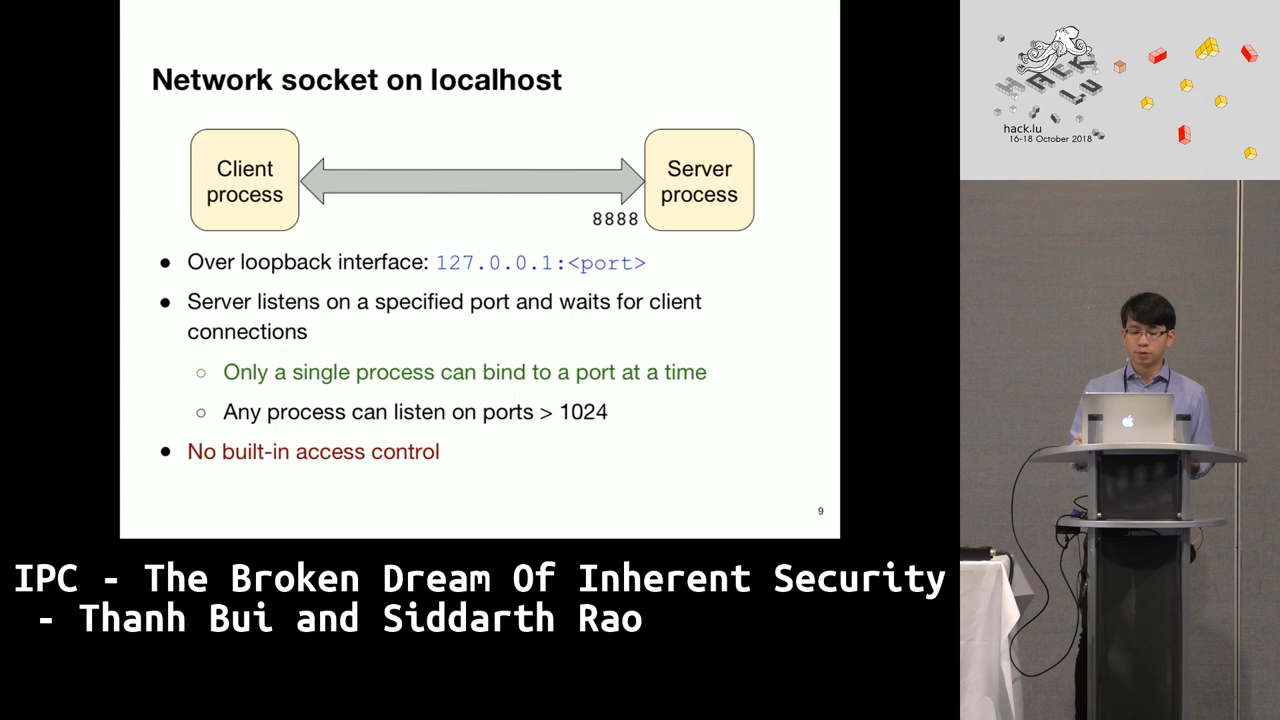 Network socket on localhost
Client
process
Server
process
8888
● Over loopback interface: 127.0.0.1:<port>
● Server listens on a specified port and waits for client
connections
○ Only a single process can bind to a port at a time
○ Any process can listen on ports > 1024
● No built-in access control
9
HACK
LU
hack.lu
16-18 October 2018
IPC - The Broken Dream Of Inherent Security
- Thanh Bui and Siddarth Rao